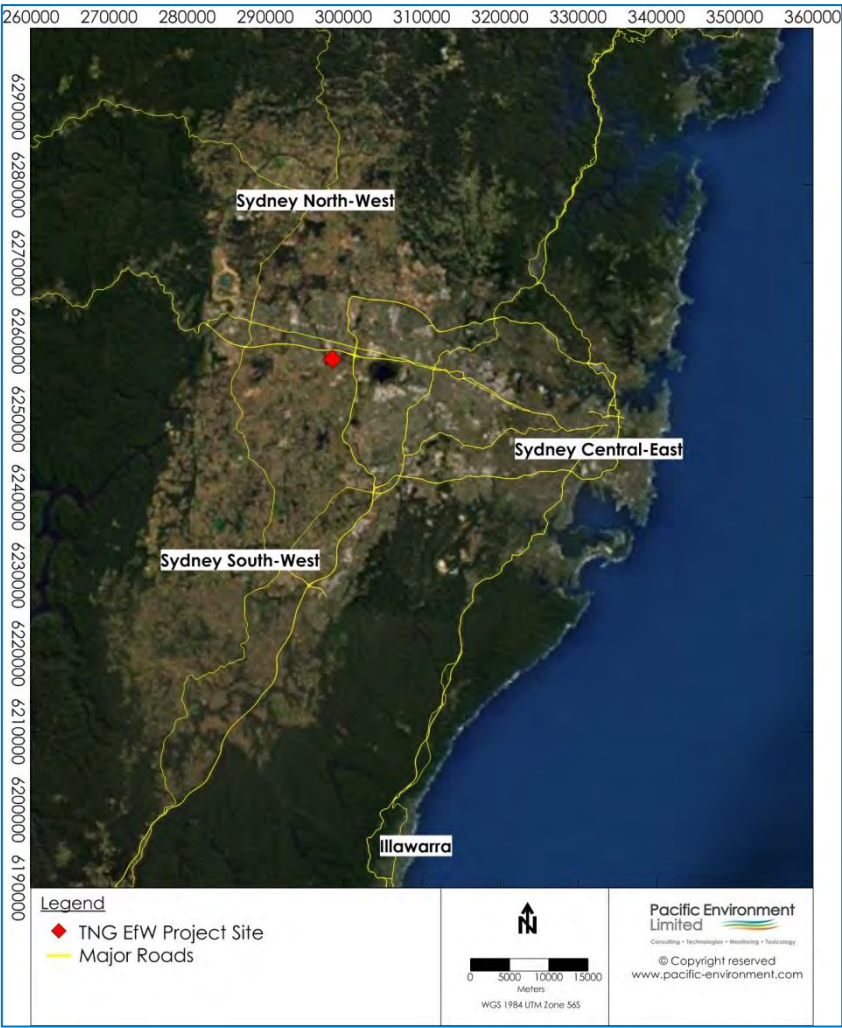 260000 270000 280000 290000 300000 310000 320000 330000 340000 350000 360000
6290000
6280000
6270000
6260000
6250000
6240000
6230000
6220000
6210000
6200000
6190000
Sydney North-West
Sydney Central-East
Sydney South-West
Illawarra
Legend
TNG EfW Project Site
Major Roads
N
0 5000 10000 15000
Meters
WGS 1984 UTM Zone 56S
Pacific Environment
Limited
Consulting • Technologies • Monitoring • Toxicology
© Copyright reserved
www.pacific-environment.com